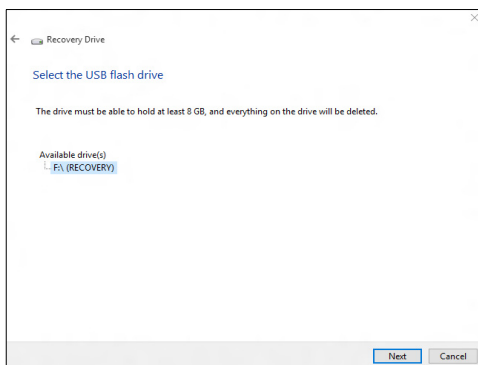 Recovery Drive
Select the USB flash drive
The drive must be able to hold at least 8 GB, and everything on the drive will be deleted.
Available drive(s)
F:\ (RECOVERY)
Next Cancel